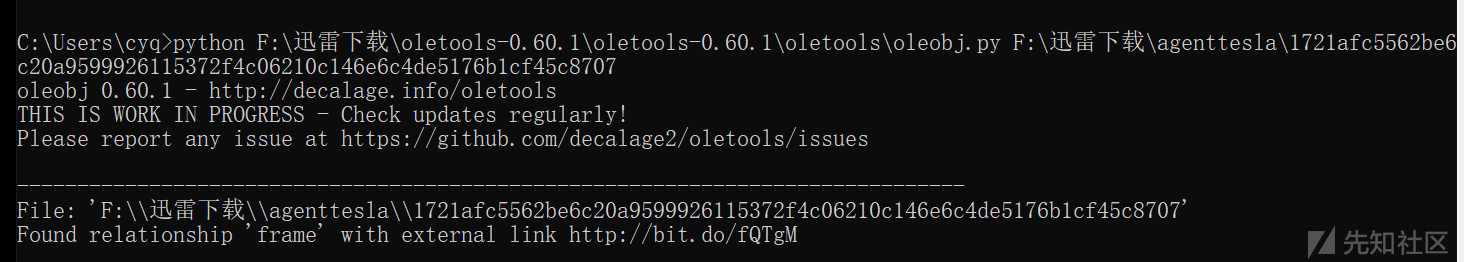 C:\Users\cyq>python F:\迅雷下载\oletools-0.60.1\oletools-0.60.1\oletools\oleobj.py F:\迅雷下载\agenttesla\1721afc5562be6
c20a9599926115372f4c06210c146e6c4de5176b1cf45c8707
oleobj 0.60.1 - http://decalage.info/oletools
THIS IS WORK IN PROGRESS - Check updates regularly!
Please report any issue at https://github.com/decalage2/oletools/issues
-------------------------------------------------------------------------------
File: 'F:\\迅雷下载\\agenttesla\\1721afc5562be6c20a9599926115372f4c06210c146e6c4de5176b1cf45c8707'
Found relationship 'frame' with external link http://bit.do/fQTgM
先知社区